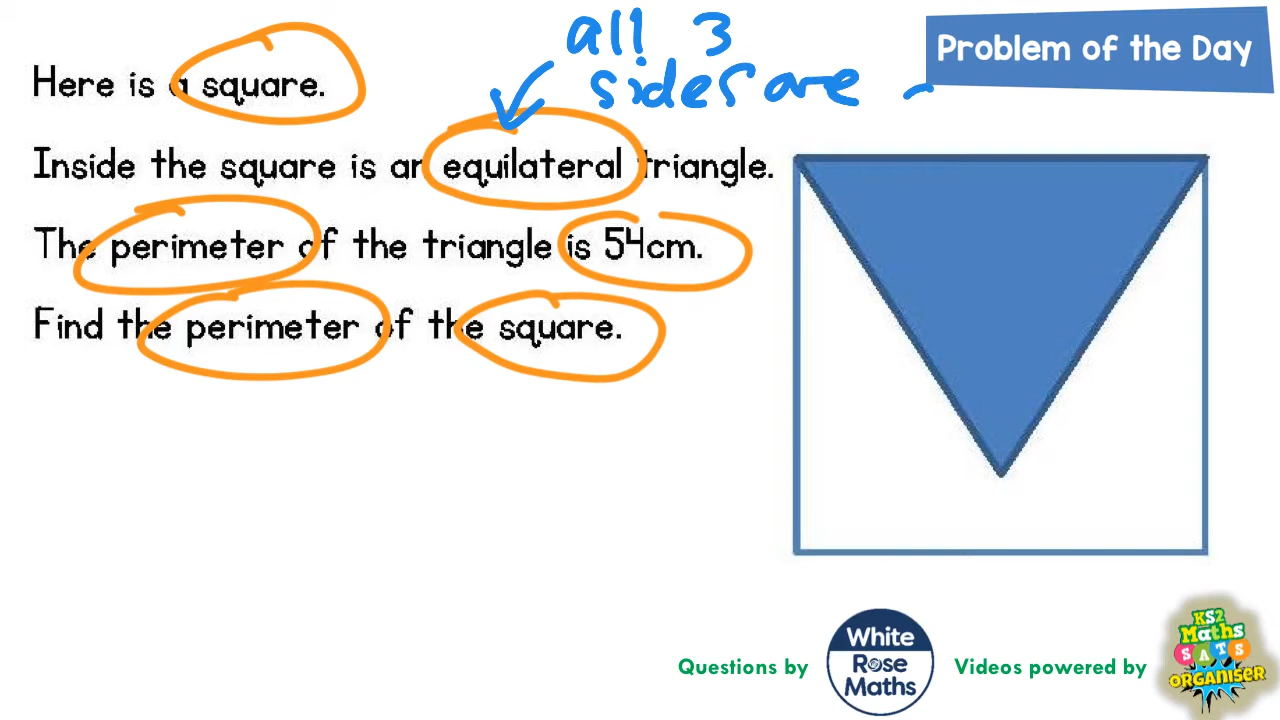 all 3
sides are
Problem of the Day
Here is a square.
Inside the square is an equilateral triangle.
The perimeter of the triangle is 54cm.
Find the perimeter of the square.
Questions by
White
Rose
Maths
Videos powered by
KS2
Maths
SATS
ORGANISER